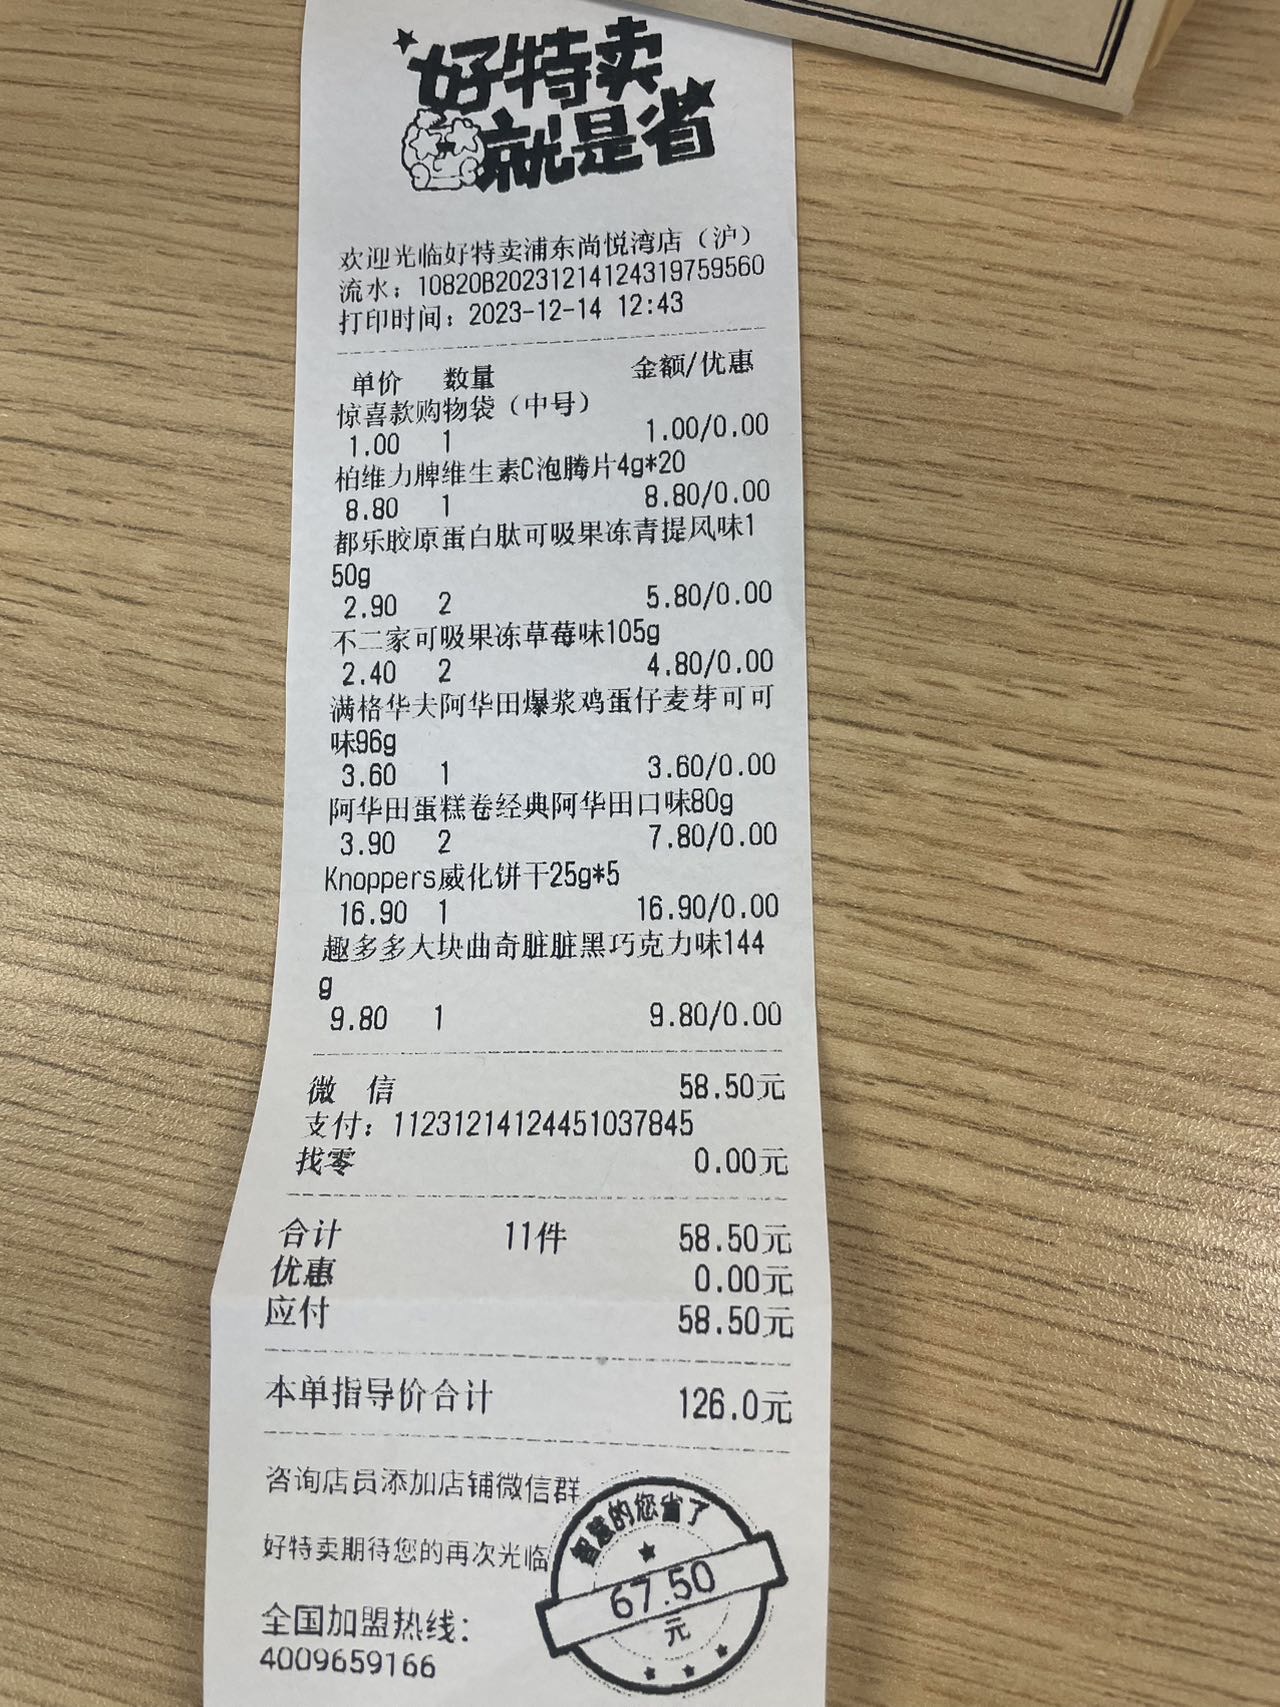 好特卖
就是省
欢迎光临好特卖浦东尚悦湾店（沪）
流水：10820B20231214124319759560
打印时间：2023-12-14 12:43
单价 数量 金额/优惠
惊喜款购物袋（中号）
1.00 1 1.00/0.00
柏维力牌维生素C泡腾片4g*20
8.80 1 8.80/0.00
都乐胶原蛋白肽可吸果冻青提风味1
50g
2.90 2 5.80/0.00
不二家可吸果冻草莓味105g
2.40 2 4.80/0.00
满格华夫阿华田爆浆鸡蛋仔麦芽可可
味96g
3.60 1 3.60/0.00
阿华田蛋糕卷经典阿华田口味80g
3.90 2 7.80/0.00
Knoppers威化饼干25g*5
16.90 1 16.90/0.00
趣多多大块曲奇脏脏黑巧克力味144
g
9.80 1 9.80/0.00
微 信 58.50元
支付：112312141244510378​45
找零 0.00元
合计 11件 58.50元
优惠 0.00元
应付 58.50元
本单指导价合计 126.0元
咨询店员添加店铺微信群
好特卖期待您的再次光临
智慧的您省了
67.50
元
全国加盟热线：
4009659166